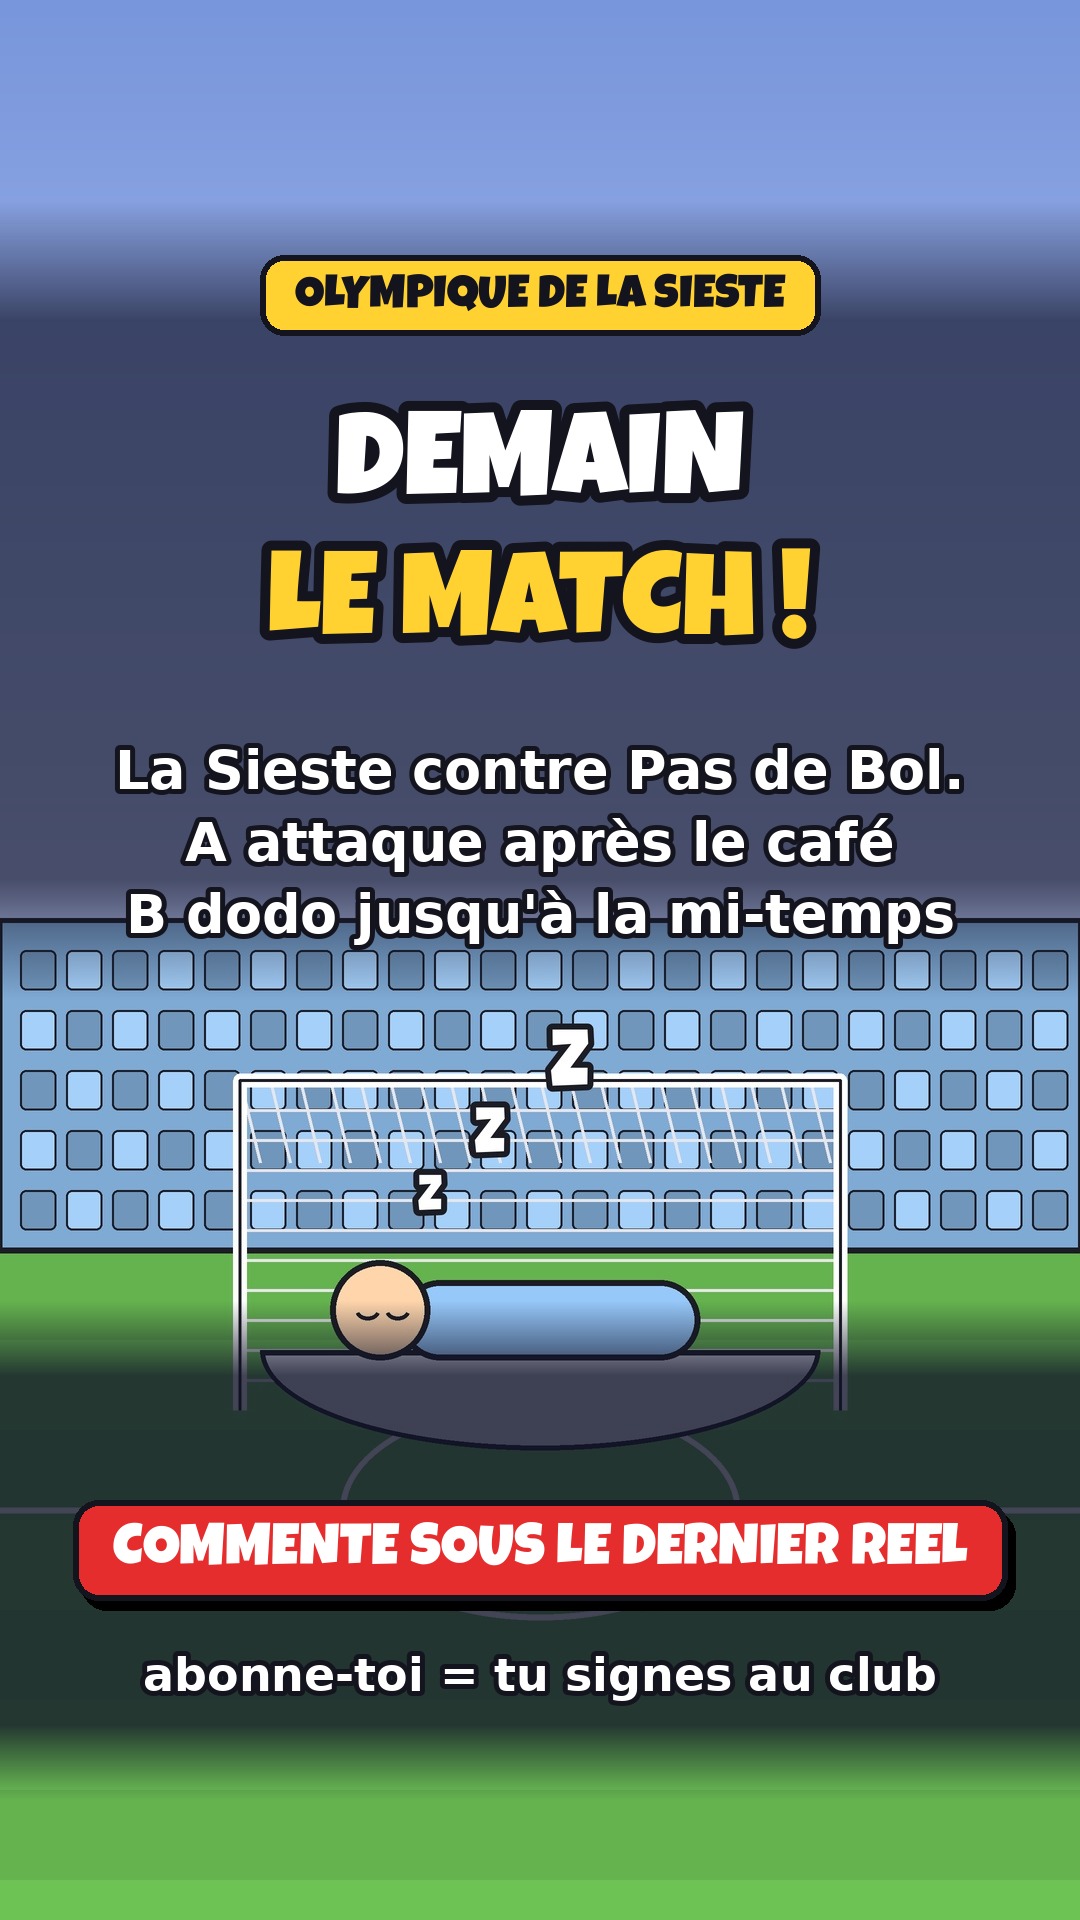 OLYMPIQUE DE LA SIESTE
DEMAIN
LE MATCH !
La Sieste contre Pas de Bol.
A attaque après le café
B dodo jusqu'à la mi-temps
Z
Z
Z
COMMENTE SOUS LE DERNIER REEL
abonne-toi = tu signes au club